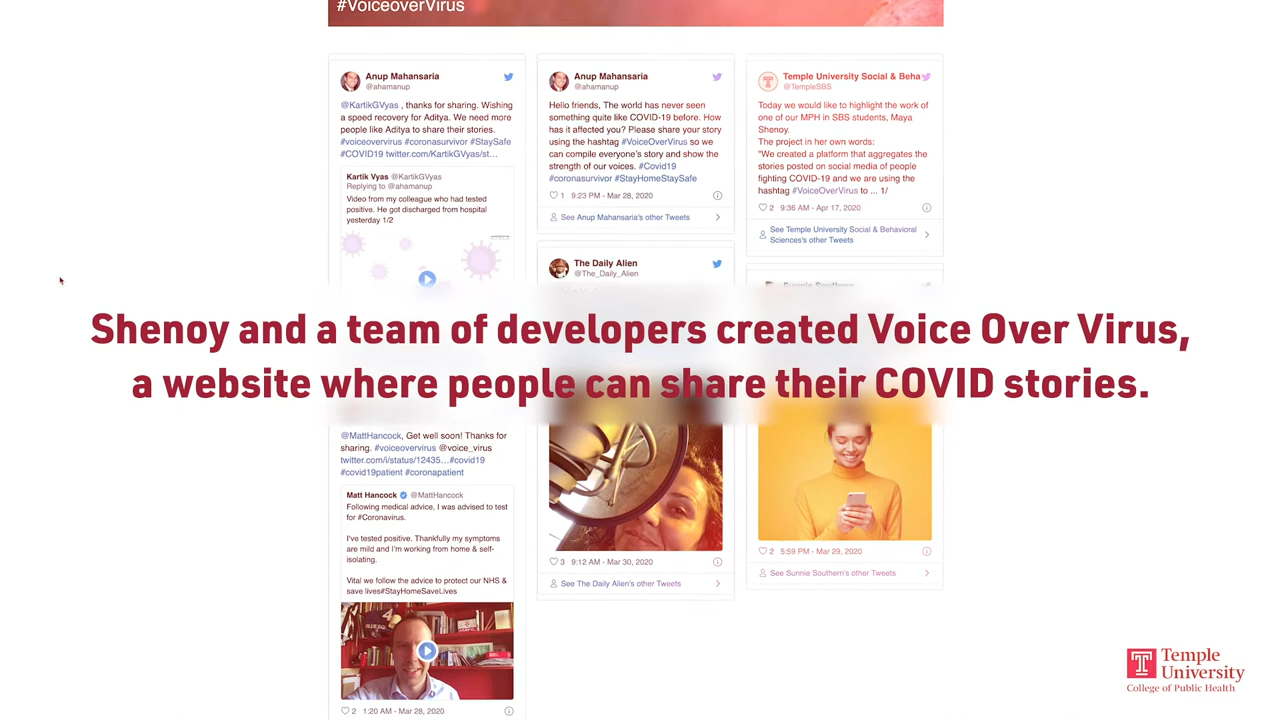 #VoiceoverVirus
Anup Mahansaria
@ahamanup
@KartikGVyas , thanks for sharing. Wishing
a speed recovery for Aditya. We need more
people like Aditya to share their stories.
#voiceovervirus #coronasurvivor #StaySafe
#COVID19 twitter.com/KartikGVyas/st…
Kartik Vyas @KartikGVyas
Replying to @ahamanup
Video from my colleague who had tested
positive. He got discharged from hospital
yesterday 1/2
Anup Mahansaria
@ahamanup
Hello friends, The world has never seen
something quite like COVID-19 before. How
has it affected you? Please share your story
using the hashtag #VoiceOverVirus so we
can compile everyone's story and show the
strength of our voices. #Covid19
#coronasurvivor #StayHomeStaySafe
1 9:23 PM - Mar 28, 2020
See Anup Mahansaria's other Tweets
The Daily Alien
@The_Daily_Alien
Temple University Social & Beha
@TempleSBS
Today we would like to highlight the work of
one of our MPH in SBS students, Maya
Shenoy.
The project in her own words:
"We created a platform that aggregates the
stories posted on social media of people
fighting COVID-19 and we are using the
hashtag #VoiceOverVirus to ... 1/
2 9:36 AM - Apr 17, 2020
See Temple University Social & Behavioral
Sciences's other Tweets
Shenoy and a team of developers created Voice Over Virus,
a website where people can share their COVID stories.
@MattHancock, Get well soon! Thanks for
sharing. #voiceovervirus @voice_virus
twitter.com/i/status/12435…#covid19
#covid19patient #coronapatient
Matt Hancock @MattHancock
Following medical advice, I was advised to test
for #Coronavirus.
I've tested positive. Thankfully my symptoms
are mild and I'm working from home & self-
isolating.
Vital we follow the advice to protect our NHS &
save lives#StayHomeSaveLives
2 1:20 AM - Mar 28, 2020
3 9:12 AM - Mar 30, 2020
See The Daily Alien's other Tweets
2 5:59 PM - Mar 29, 2020
See Sunnie Southern's other Tweets
Temple
University
College of Public Health